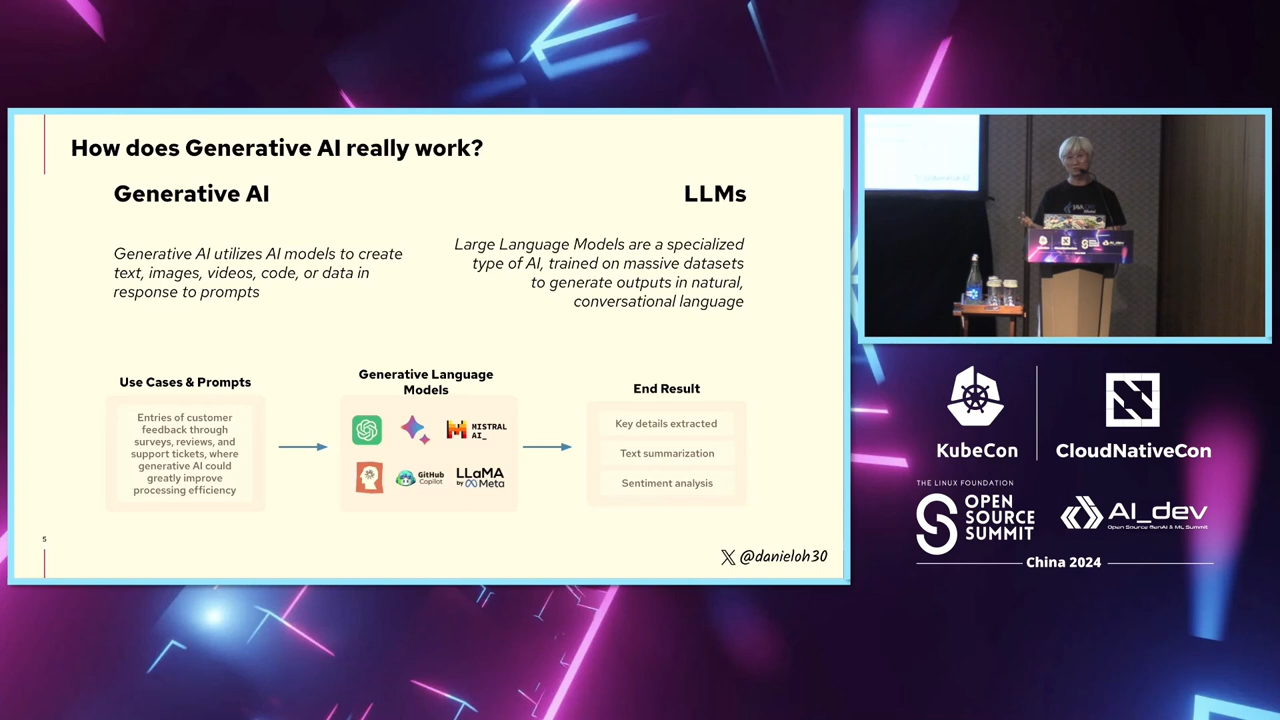 How does Generative AI really work?
Generative AI
LLMs
Generative AI utilizes AI models to create
text, images, videos, code, or data in
response to prompts
Large Language Models are a specialized
type of AI, trained on massive datasets
to generate outputs in natural,
conversational language
Use Cases & Prompts
Entries of customer
feedback through
surveys, reviews, and
support tickets, where
generative AI could
greatly improve
processing efficiency
Generative Language
Models
MISTRAL
AI_
GitHub
Copilot
LLaMA
by Meta
End Result
Key details extracted
Text summarization
Sentiment analysis
5
@danieloh30
KubeCon
CloudNativeCon
THE LINUX FOUNDATION
OPEN
SOURCE
SUMMIT
AI_dev
Open Source GenAI & ML Summit
China 2024